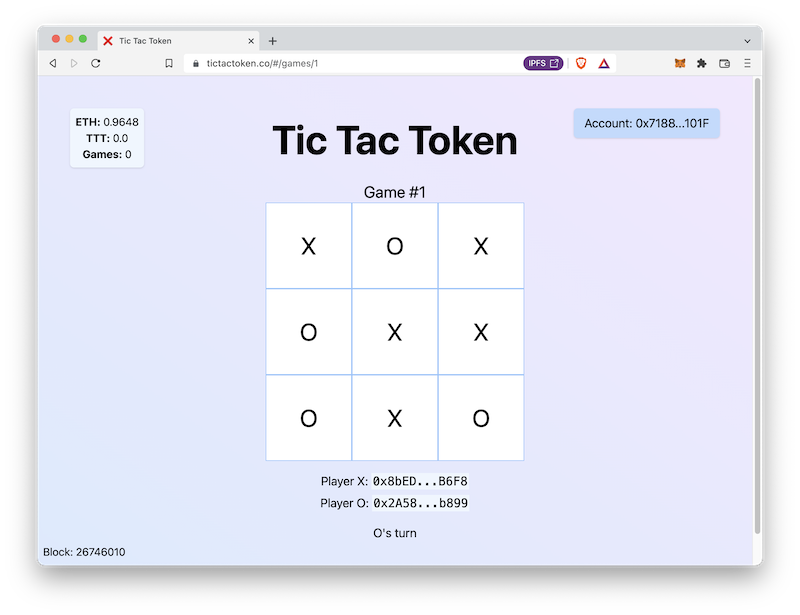 Tic Tac Token
tictactoken.co/#/games/1
IPFS
ETH: 0.9648
TTT: 0.0
Games: 0
Tic Tac Token
Account: 0x7188...101F
Game #1
X O X
O X X
O X O
Player X: 0x8bED...B6F8
Player O: 0x2A58...b899
O's turn
Block: 26746010